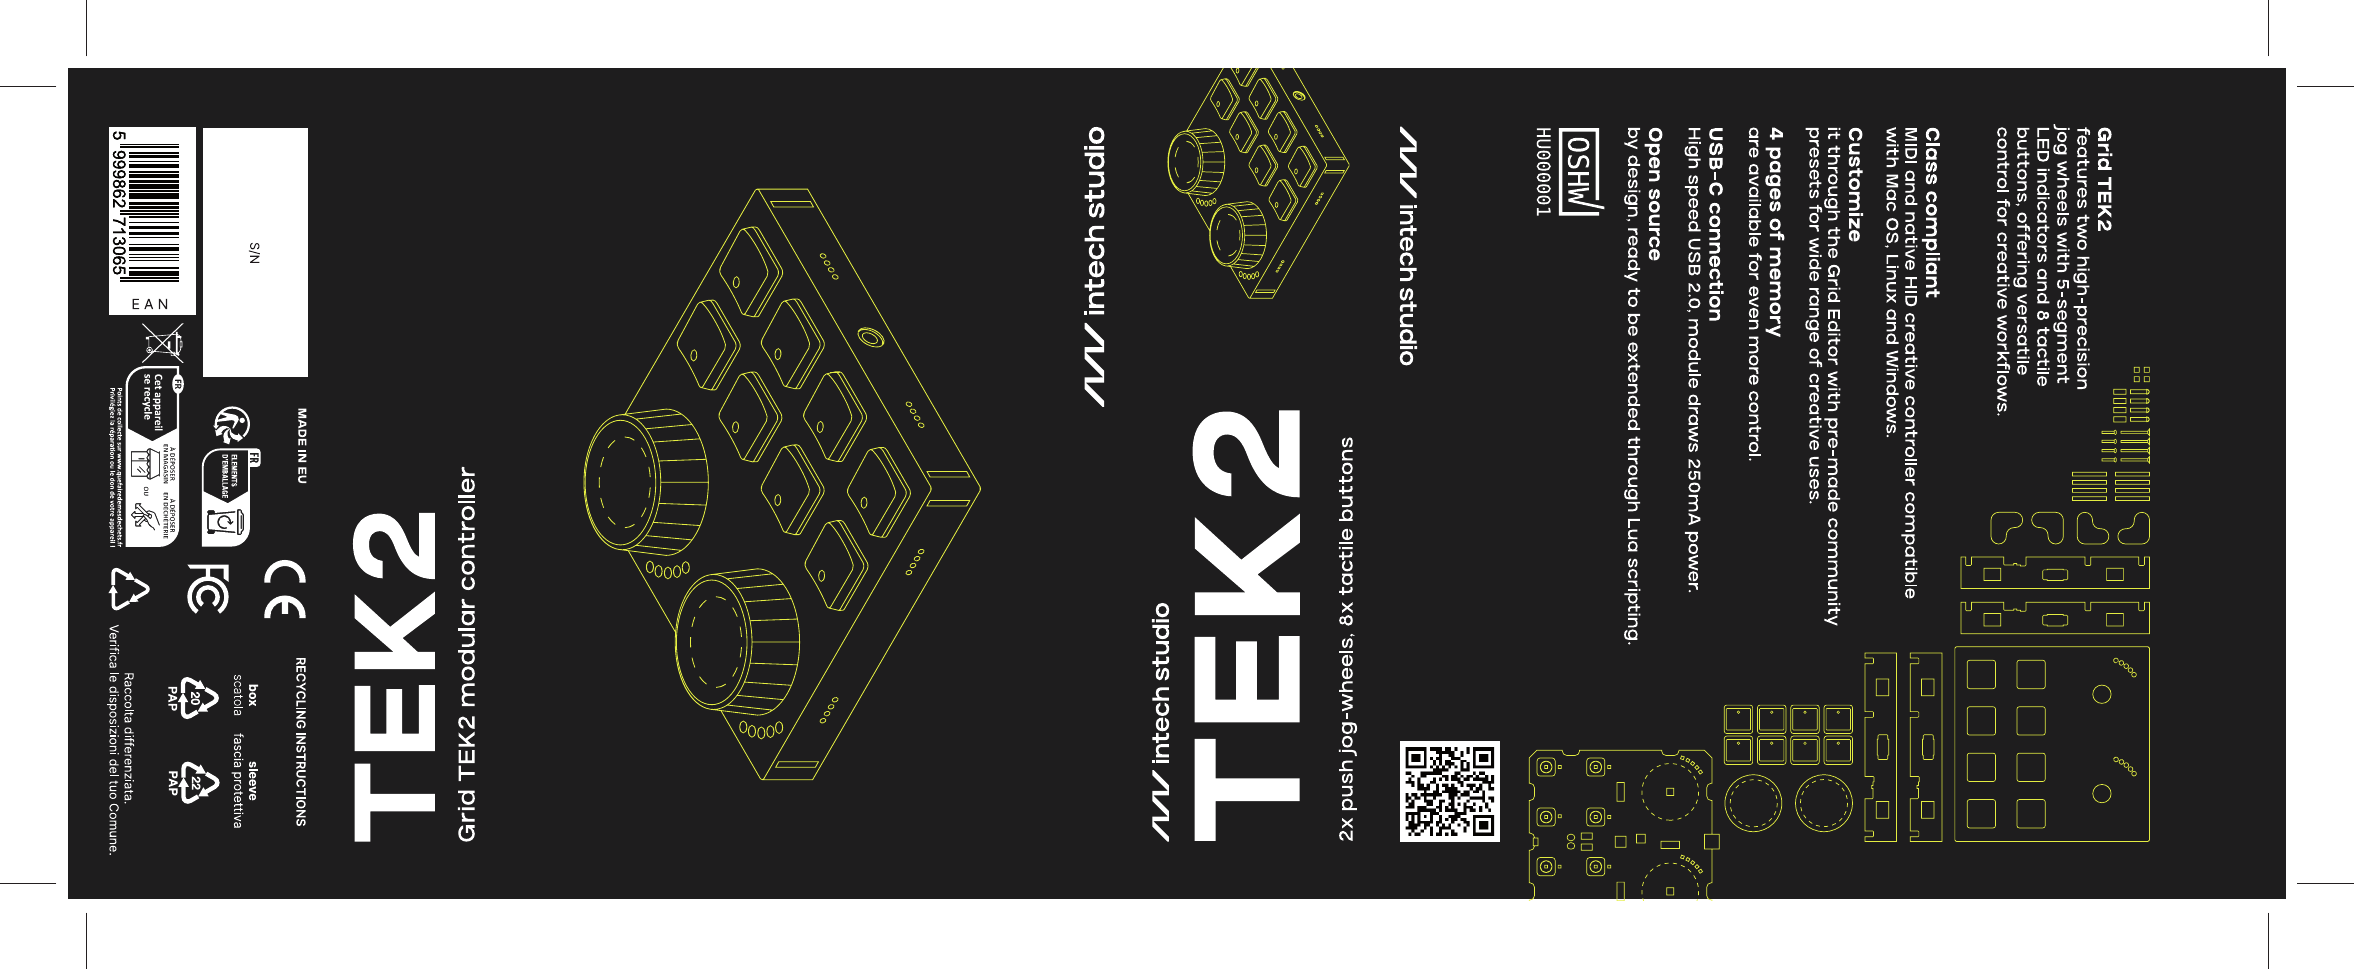 5 999862 713065
EAN
S/N
FR
Cet appareil
se recycle
À DÉPOSER
EN MAGASIN
OU
À DÉPOSER
EN DÉCHÈTERIE
Points de collecte sur www.quefairedemesdechets.fr
Privilégiez la réparation ou le don de votre appareil !
MADE IN EU
FR
ÉLÉMENTS
D'EMBALLAGE
CE
FC
RECYCLING INSTRUCTIONS
box
scatola
20
PAP
sleeve
fascia protettiva
22
PAP
Raccolta differenziata.
Verifica le disposizioni del tuo Comune.
TEK2
Grid TEK2 modular controller
intech studio
intech studio
TEK2
2x push jog-wheels, 8x tactile buttons
intech studio
Grid TEK2
features two high-precision
jog wheels with 5-segment
LED indicators and 8 tactile
buttons, offering versatile
control for creative workflows.
Class compliant
MIDI and native HID creative controller compatible
with Mac OS, Linux and Windows.
Customize
it through the Grid Editor with pre-made community
presets for wide range of creative uses.
4 pages of memory
are available for even more control.
USB-C connection
High speed USB 2.0, module draws 250mA power.
Open source
by design, ready to be extended through Lua scripting.
OSHW
HU000001